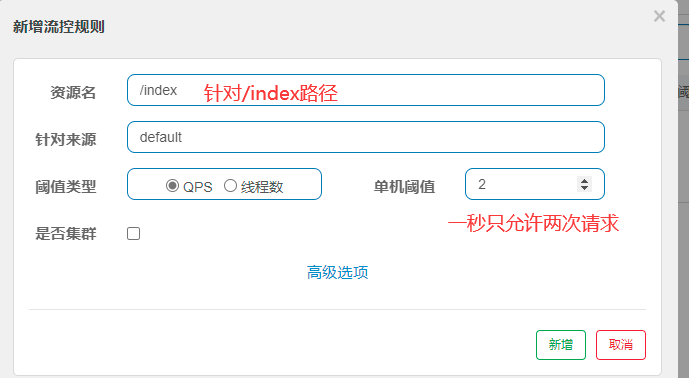 新增流控规则 ×
资源名 /index 针对/index路径
针对来源 default
阈值类型 QPS 线程数 单机阈值 2
一秒只允许两次请求
是否集群
高级选项
新增 取消